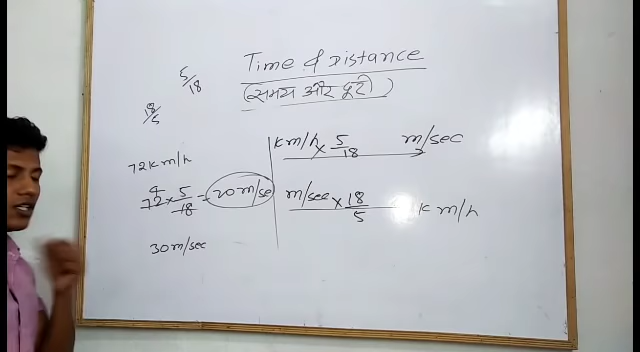 Time & Distance
(समय और दूरी)
5/18
18/5
km/h × 5/18 m/sec
72 km/h
4
72 × 5/18 = 20 m/se
m/sec × 18/5 km/h
30 m/sec